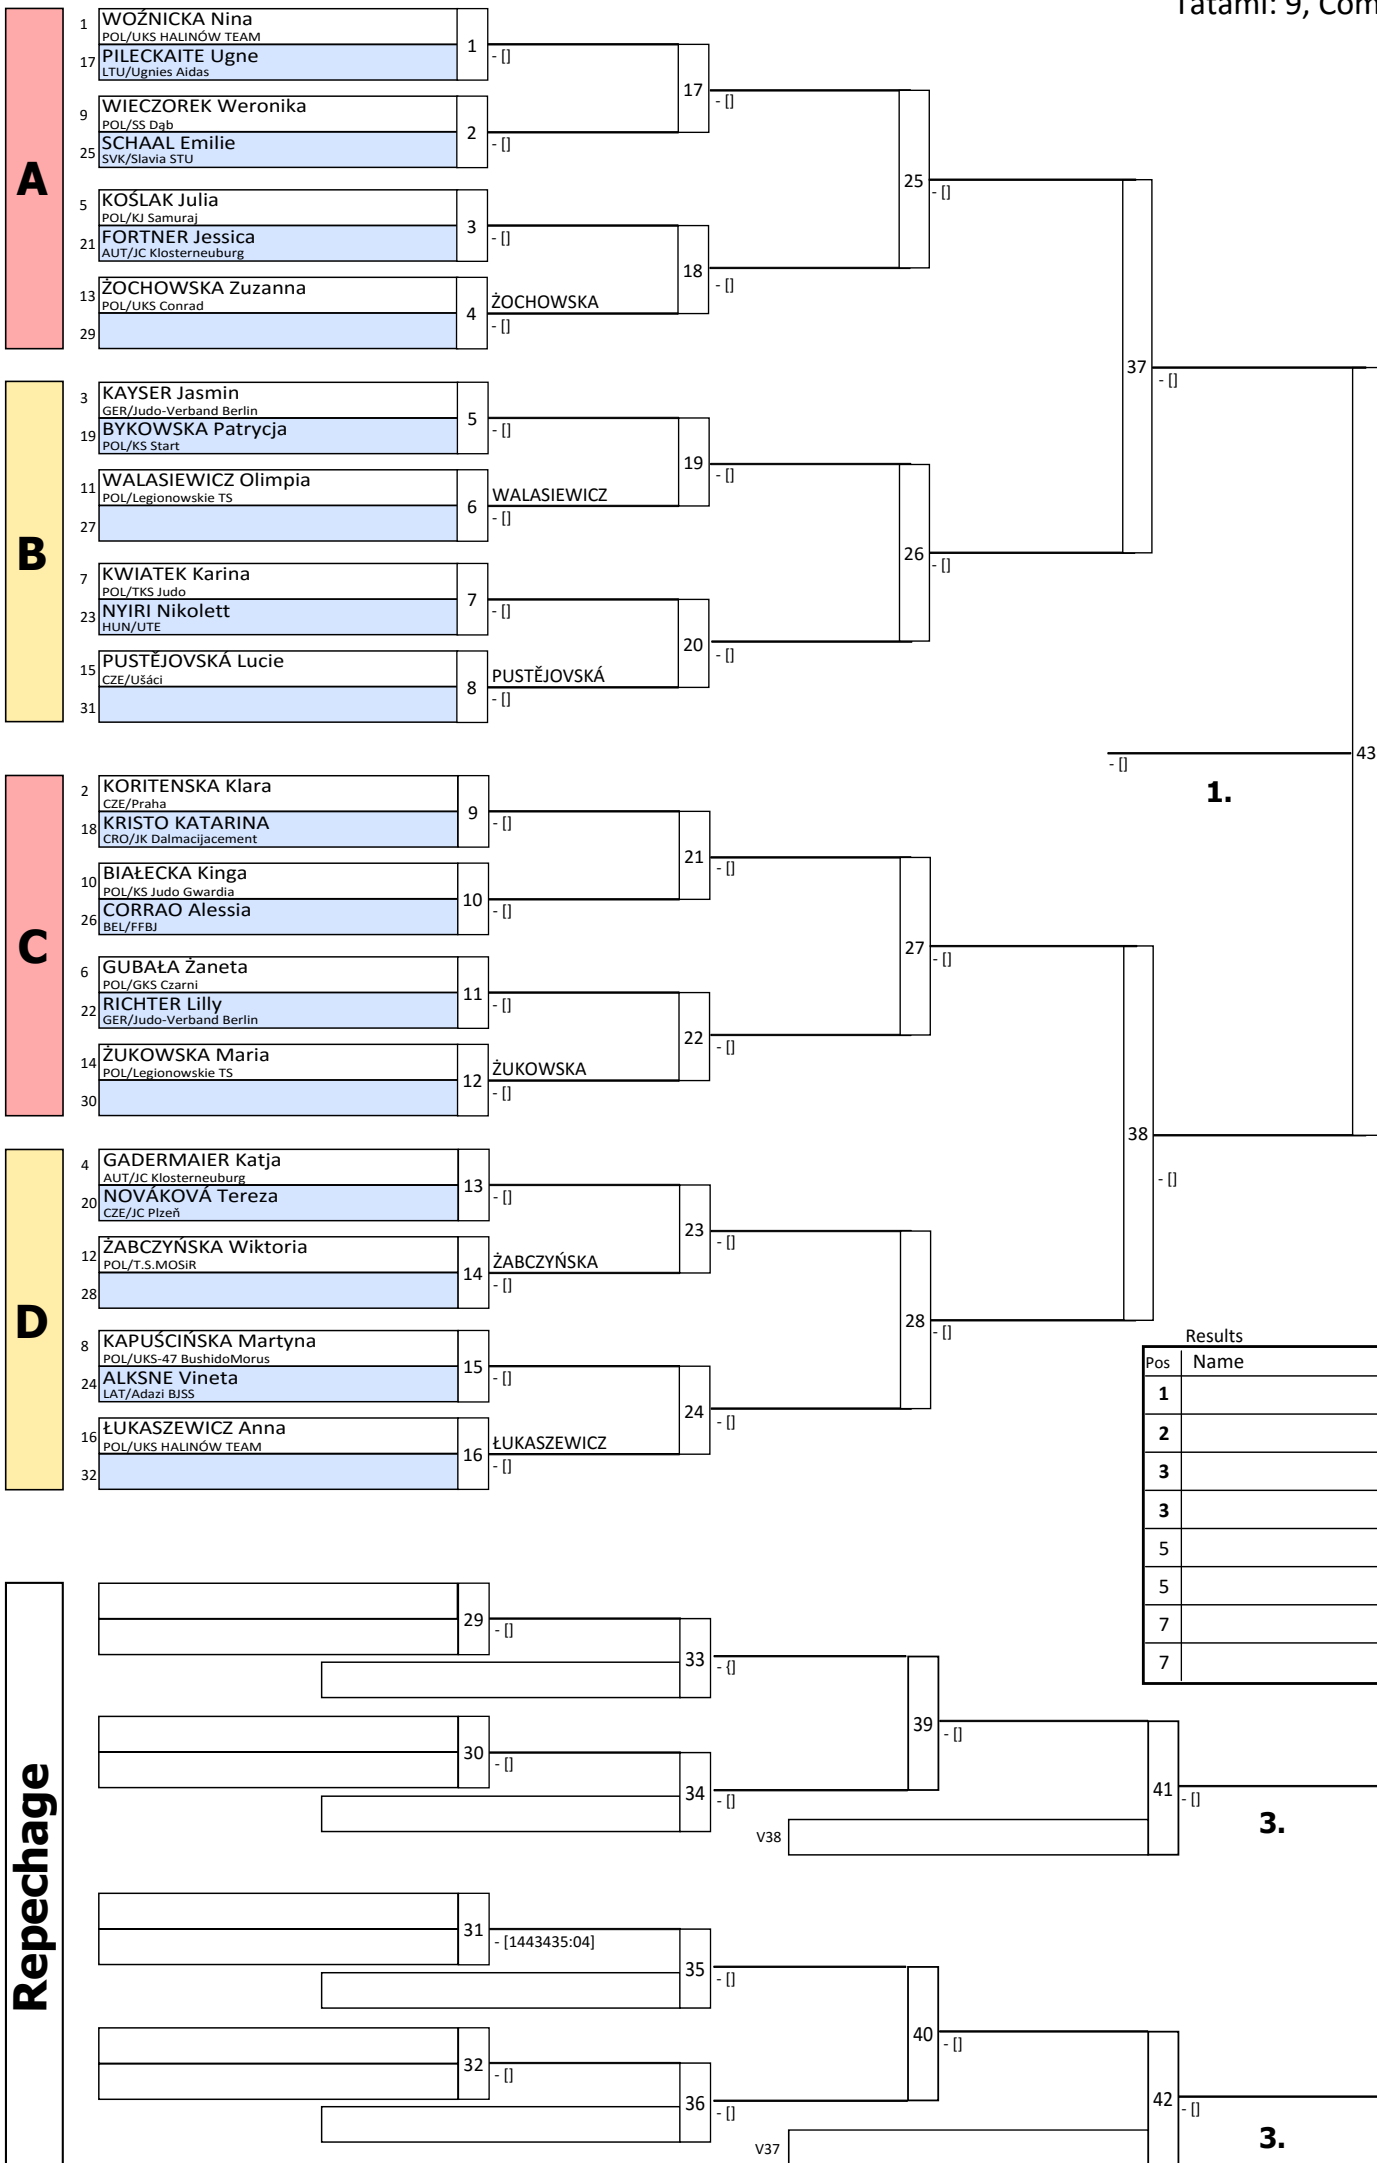 Tatami: 9, Com
A
1 WOŹNICKA Nina
POL/UKS HALINÓW TEAM
17 PILECKAITE Ugne
LTU/Ugnies Aidas
1
- []
9 WIECZOREK Weronika
POL/SS Dąb
25 SCHAAL Emilie
SVK/Slavia STU
2
- []
17
- []
5 KOŚLAK Julia
POL/KJ Samuraj
21 FORTNER Jessica
AUT/JC Klosterneuburg
3
- []
13 ŻOCHOWSKA Zuzanna
POL/UKS Conrad
29
4 ŻOCHOWSKA
- []
18
- []
25
- []
B
3 KAYSER Jasmin
GER/Judo-Verband Berlin
19 BYKOWSKA Patrycja
POL/KS Start
5
- []
11 WALASIEWICZ Olimpia
POL/Legionowskie TS
27
6 WALASIEWICZ
- []
19
- []
7 KWIATEK Karina
POL/TKS Judo
23 NYIRI Nikolett
HUN/UTE
7
- []
15 PUSTĚJOVSKÁ Lucie
CZE/Ušáci
31
8 PUSTĚJOVSKÁ
- []
20
- []
26
- []
37
- []
43
- []
1.
C
2 KORITENSKA Klara
CZE/Praha
18 KRISTO KATARINA
CRO/JK Dalmacijacement
9
- []
10 BIAŁECKA Kinga
POL/KS Judo Gwardia
26 CORRAO Alessia
BEL/FFBJ
10
- []
21
- []
6 GUBAŁA Żaneta
POL/GKS Czarni
22 RICHTER Lilly
GER/Judo-Verband Berlin
11
- []
14 ŻUKOWSKA Maria
POL/Legionowskie TS
30
12 ŻUKOWSKA
- []
22
- []
27
- []
D
4 GADERMAIER Katja
AUT/JC Klosterneuburg
20 NOVÁKOVÁ Tereza
CZE/JC Plzeň
13
- []
12 ŻABCZYŃSKA Wiktoria
POL/T.S.MOSiR
28
14 ŻABCZYŃSKA
- []
23
- []
8 KAPUŚCIŃSKA Martyna
POL/UKS-47 BushidoMorus
24 ALKSNE Vineta
LAT/Adazi BJSS
15
- []
16 ŁUKASZEWICZ Anna
POL/UKS HALINÓW TEAM
32
16 ŁUKASZEWICZ
- []
24
- []
28
- []
38
- []
Results
Pos Name
1
2
3
3
5
5
7
7
Repechage
29
- []
33
- {]
30
- []
34
- []
39
- []
V38
41
- []
3.
31
- [1443435:04]
35
- []
32
- []
36
- []
40
- []
V37
42
- []
3.